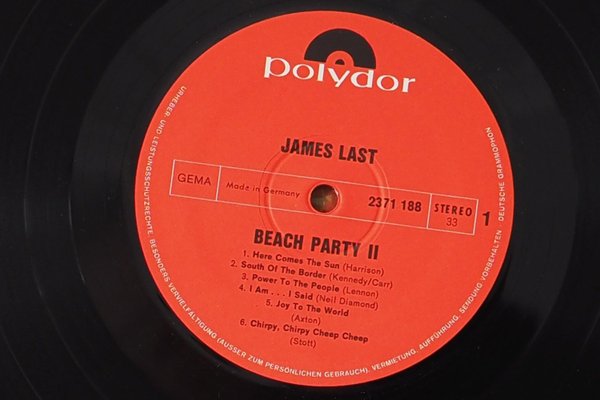 polydor
JAMES LAST
GEMA
Made in Germany
2371 188
STEREO
33
1
BEACH PARTY II
1. Here Comes The Sun (Harrison)
2. South Of The Border (Kennedy/Carr)
3. Power To The People (Lennon)
4. I Am . . . I Said (Neil Diamond)
5. Joy To The World
(Axton)
6. Chirpy, Chirpy Cheep Cheep
(Stott)
URHEBER- UND LEISTUNGSSCHUTZRECHTE, BESONDERS VERVIELFÄLTIGUNG (AUSSER ZUM PERSÖNLICHEN GEBRAUCH), VERMIETUNG, AUFFÜHRUNG, SENDUNG VORBEHALTEN
DEUTSCHE GRAMMOPHON